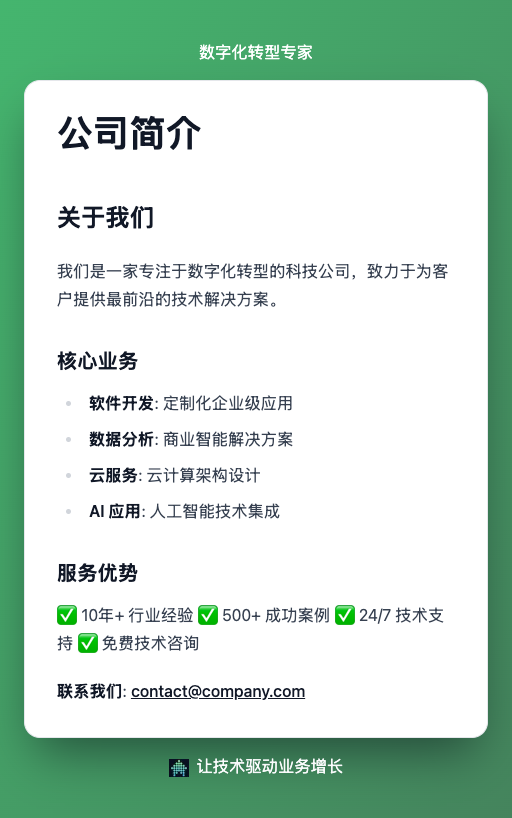 数字化转型专家
公司简介
关于我们
我们是一家专注于数字化转型的科技公司，致力于为客
户提供最前沿的技术解决方案。
核心业务
软件开发: 定制化企业级应用
数据分析: 商业智能解决方案
云服务: 云计算架构设计
AI 应用: 人工智能技术集成
服务优势
✅ 10年+ 行业经验 ✅ 500+ 成功案例 ✅ 24/7 技术支
持 ✅ 免费技术咨询
联系我们: contact@company.com
让技术驱动业务增长